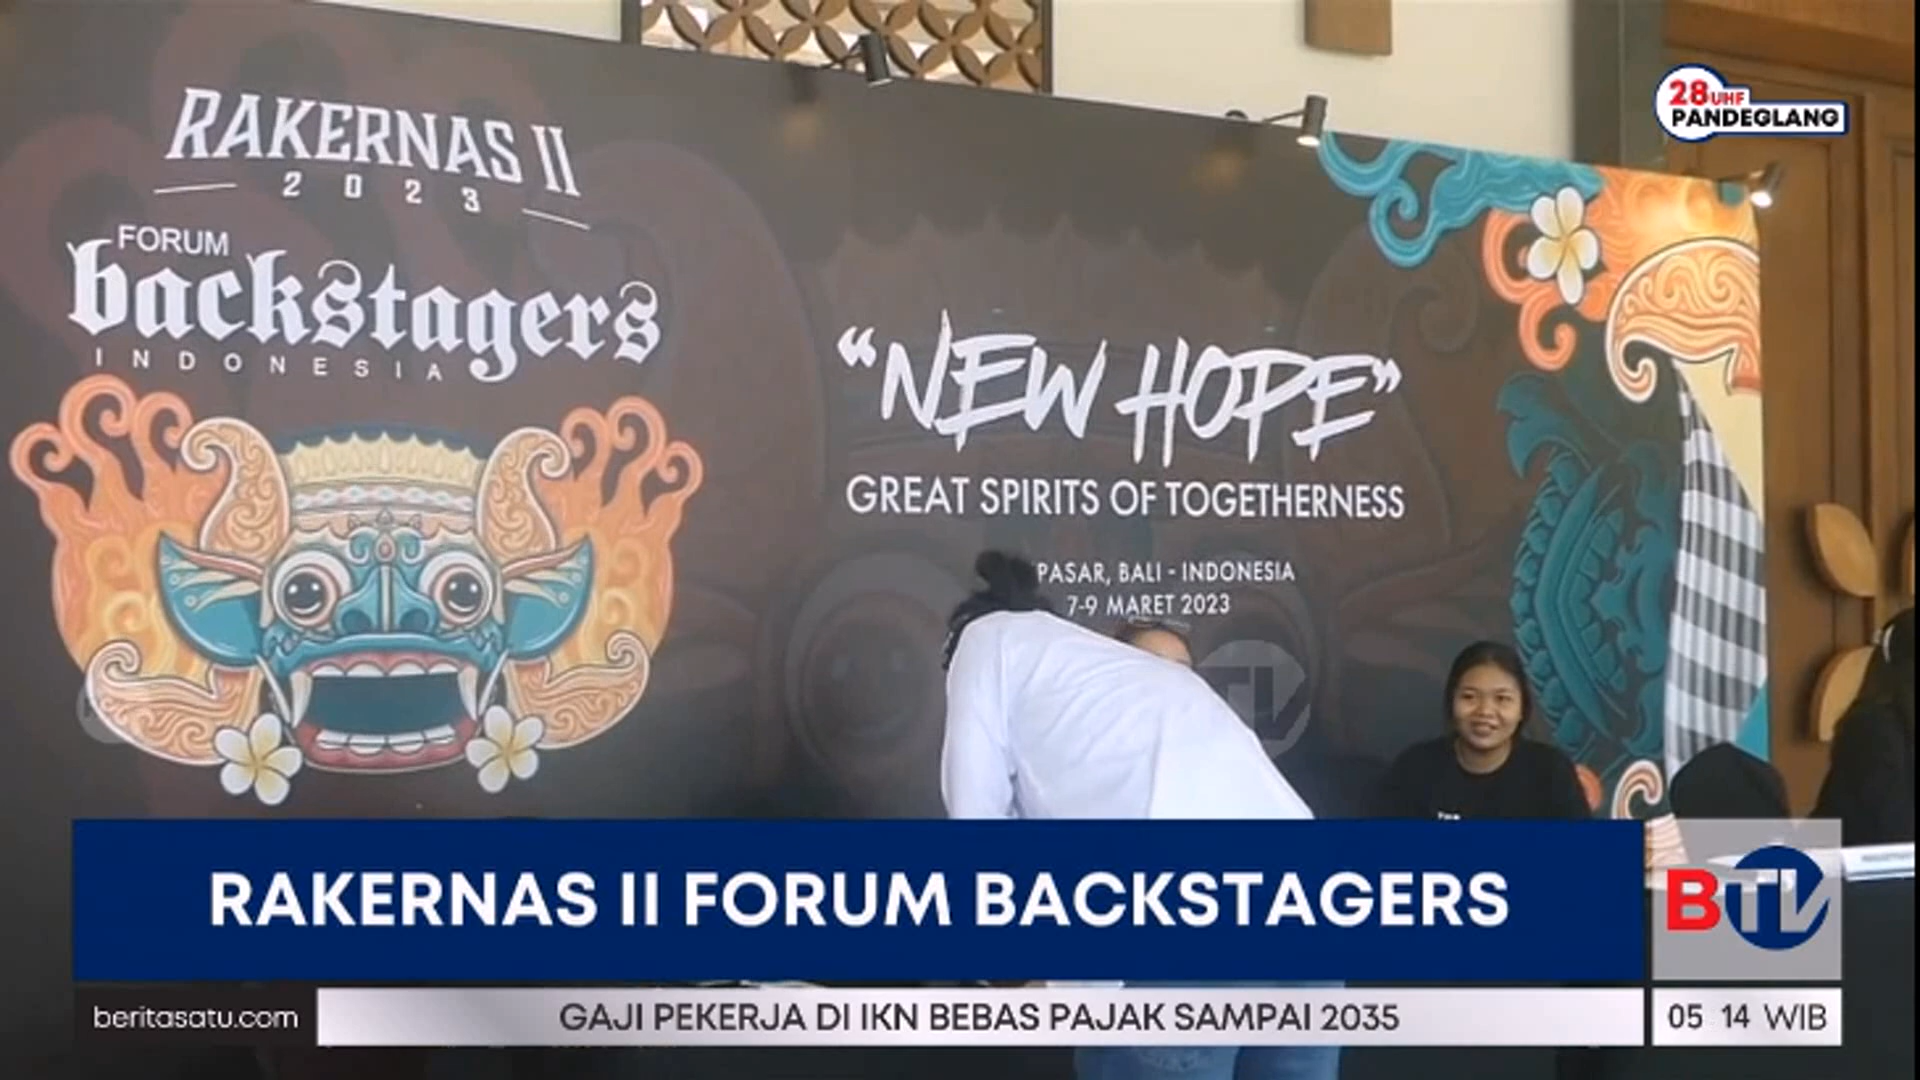 RAKERNAS II
2023
FORUM
backstagers
INDONESIA
"NEW HOPE"
GREAT SPIRITS OF TOGETHERNESS
PASAR, BALI - INDONESIA
7-9 MARET 2023
28 UHF
PANDEGLANG
RAKERNAS II FORUM BACKSTAGERS
BTV
beritasatu.com
GAJI PEKERJA DI IKN BEBAS PAJAK SAMPAI 2035
05 14 WIB